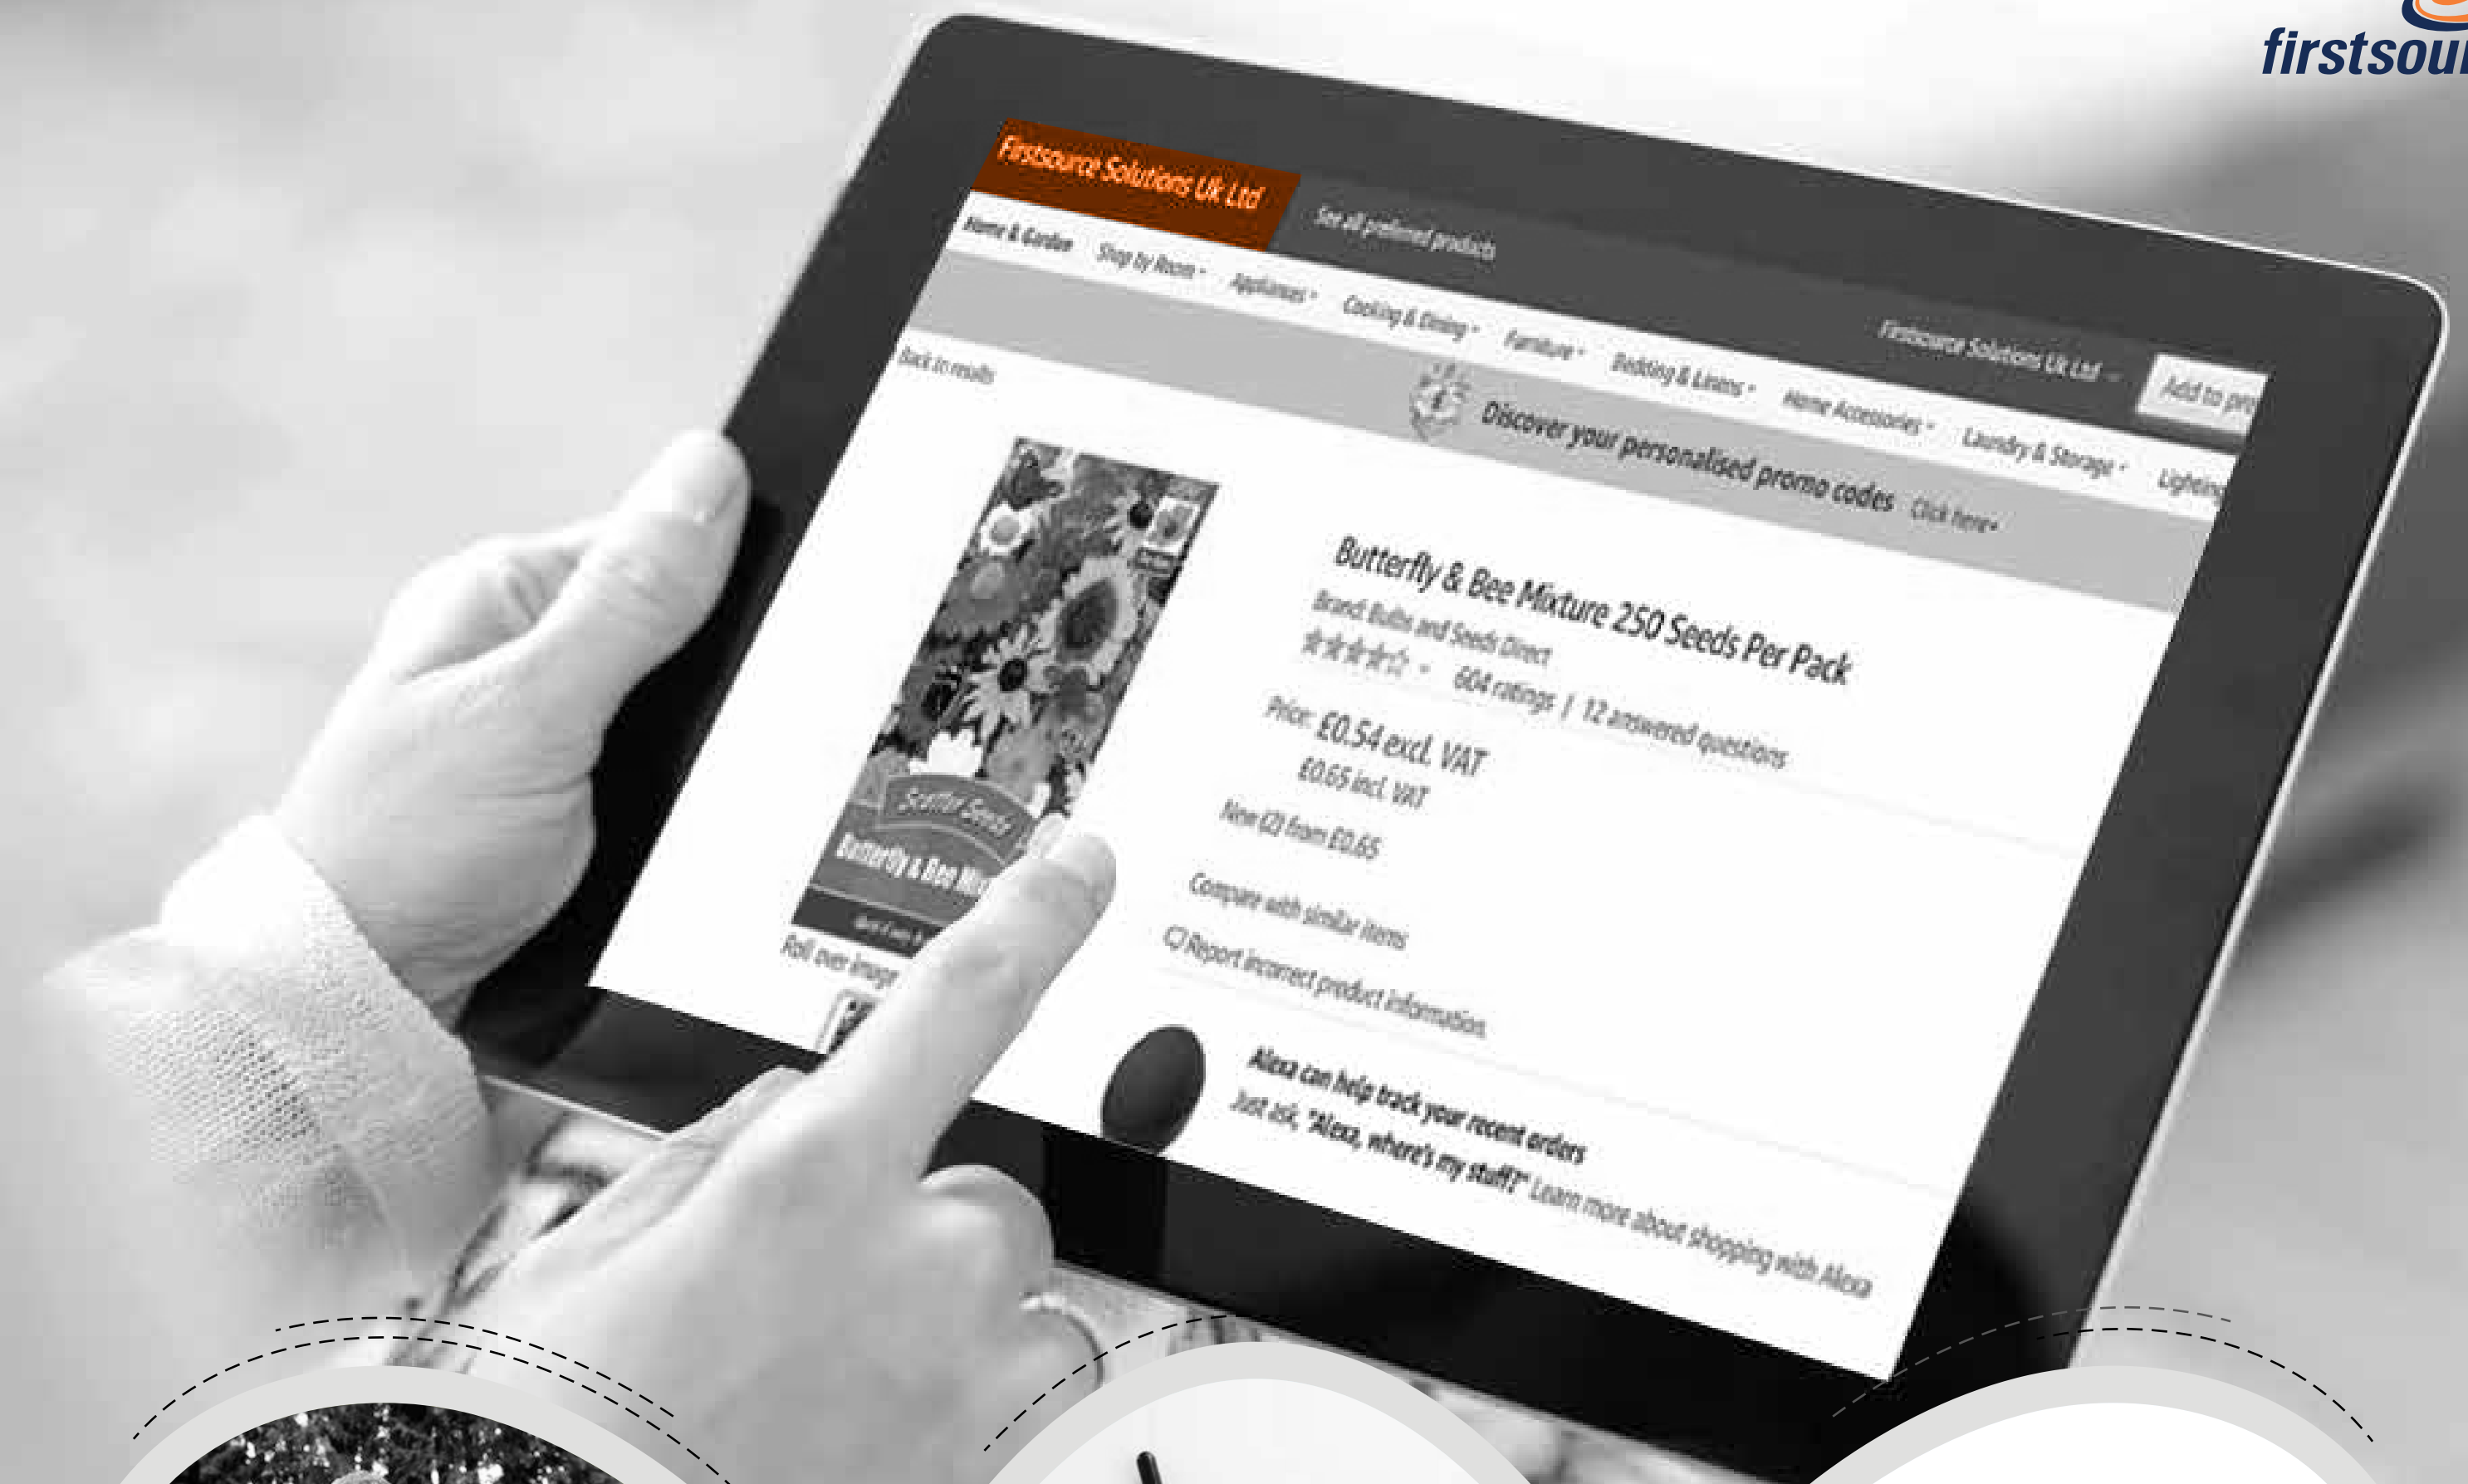 firstsour
Firstsource Solutions Uk Ltd
See all preferred products
Firstsource Solutions Uk Ltd
Add to pro
Home & Garden Shop by Room Appliances Cooking & Dining Furniture Bedding & Linens Home Accessories Laundry & Storage Lighting
Discover your personalised promo codes Click here
Back to results
Butterfly & Bee Mixture 250 Seeds Per Pack
Brand: Bulbs and Seeds Direct
604 ratings | 12 answered questions
Price: £0.54 excl. VAT
£0.65 incl. VAT
New (2) from £0.65
Compare with similar items
Report incorrect product information.
Scatter Seeds
Butterfly & Bee Mix
Roll over image
Alexa can help track your recent orders
Just ask, "Alexa, where's my stuff?" Learn more about shopping with Alexa